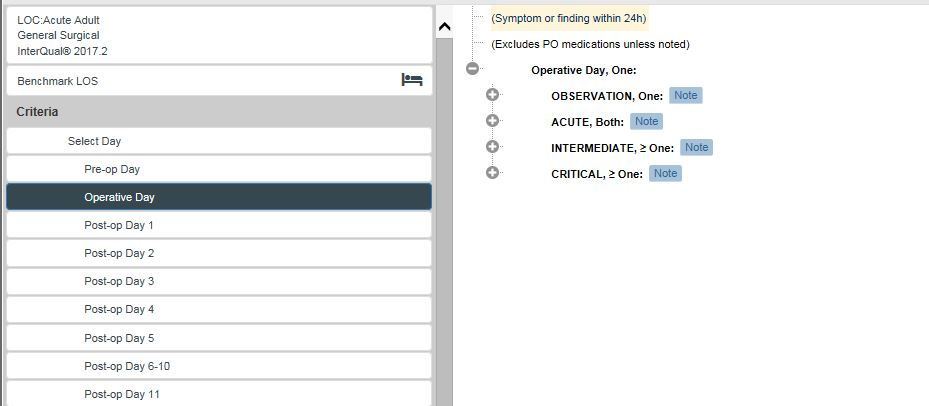 LOC:Acute Adult
General Surgical
InterQual® 2017.2
Benchmark LOS
Criteria
Select Day
Pre-op Day
Operative Day
Post-op Day 1
Post-op Day 2
Post-op Day 3
Post-op Day 4
Post-op Day 5
Post-op Day 6-10
Post-op Day 11
(Symptom or finding within 24h)
(Excludes PO medications unless noted)
Operative Day, One:
OBSERVATION, One: Note
ACUTE, Both: Note
INTERMEDIATE, ≥ One: Note
CRITICAL, ≥ One: Note